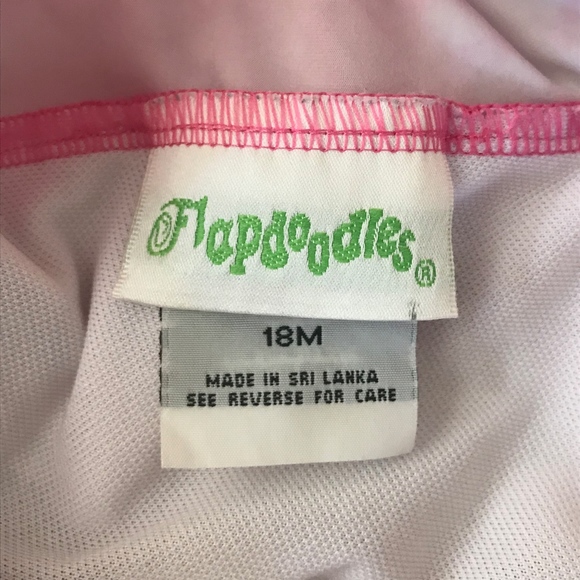 Flapdoodles®
18M
MADE IN SRI LANKA
SEE REVERSE FOR CARE